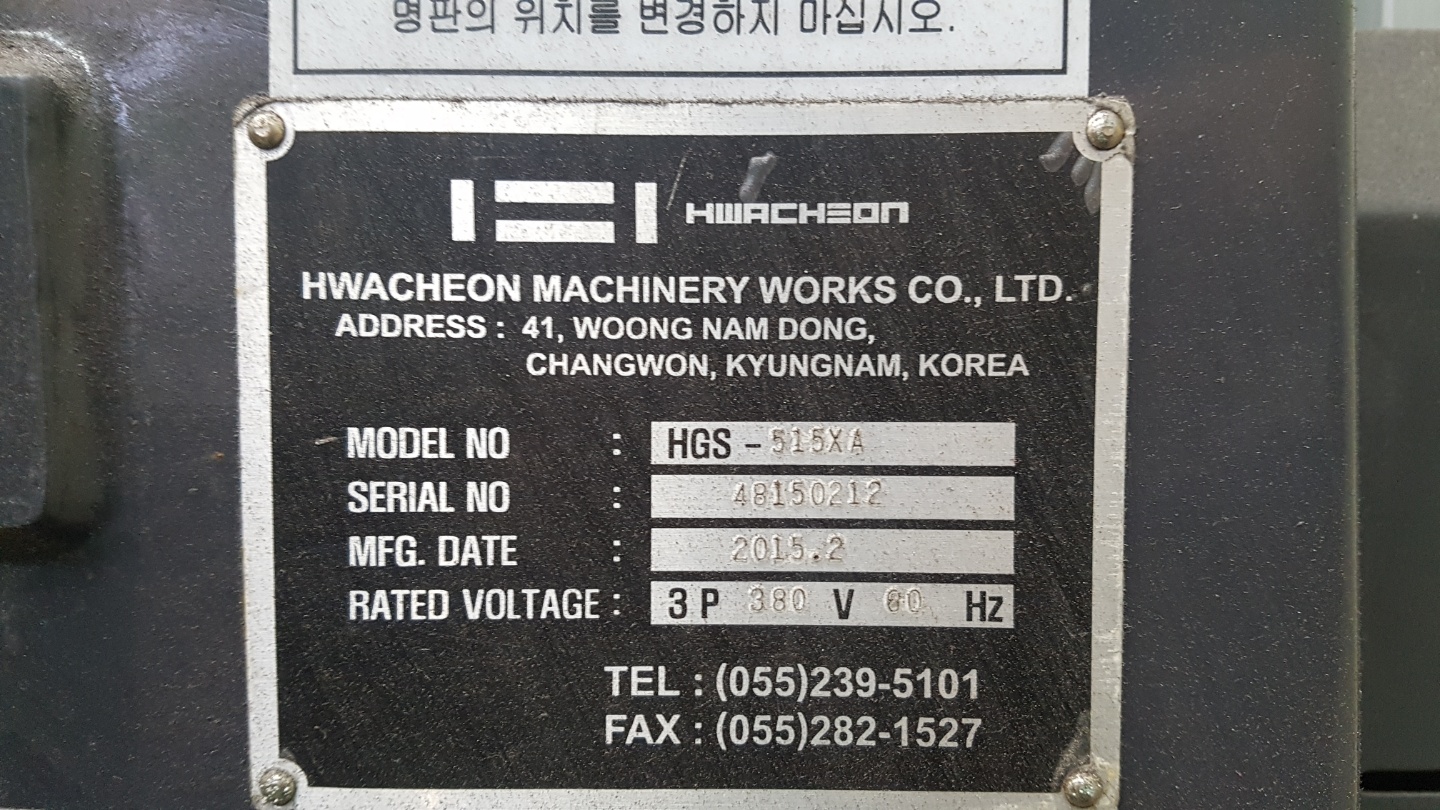 명판의 위치를 변경하지 마십시오.
HWACHEON
HWACHEON MACHINERY WORKS CO., LTD.
ADDRESS : 41, WOONG NAM DONG,
CHANGWON, KYUNGNAM, KOREA
MODEL NO : HGS - 515XA
SERIAL NO : 48150212
MFG. DATE : 2015.2
RATED VOLTAGE : 3 P 380 V 60 Hz
TEL : (055)239-5101
FAX : (055)282-1527